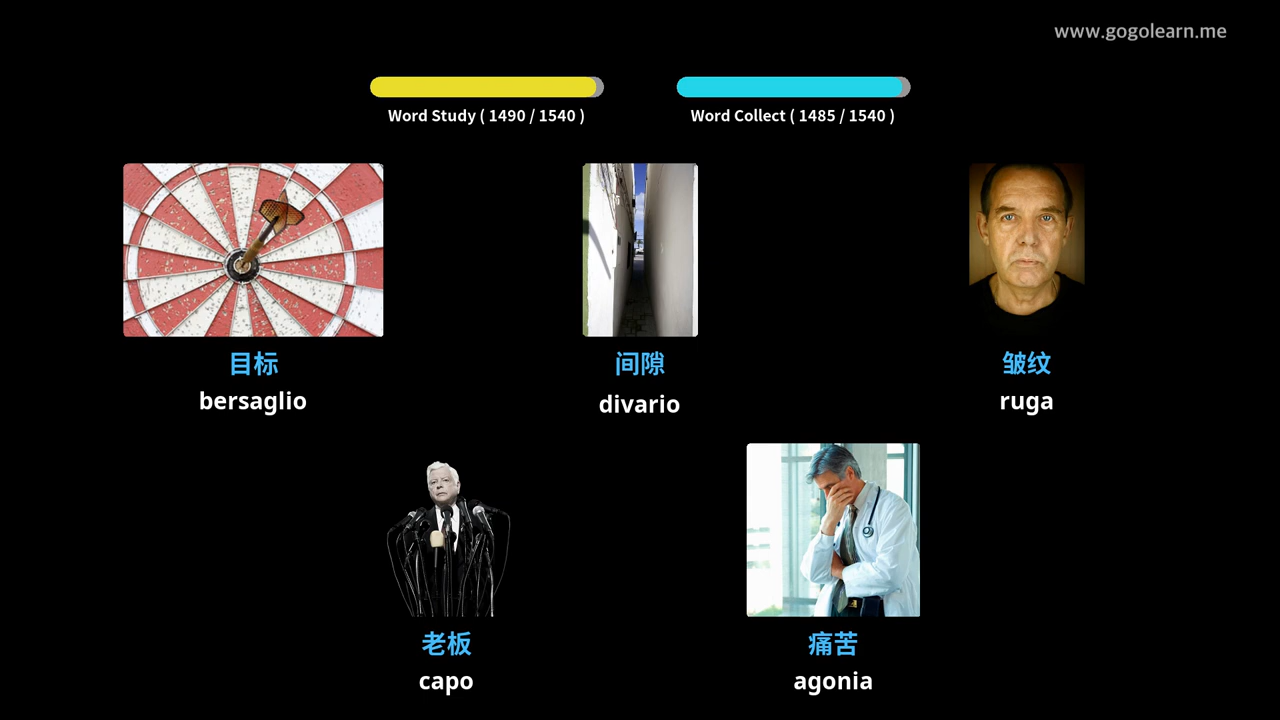 www.gogolearn.me
Word Study ( 1490 / 1540 )
Word Collect ( 1485 / 1540 )
目标
bersaglio
间隙
divario
皱纹
ruga
老板
capo
痛苦
agonia